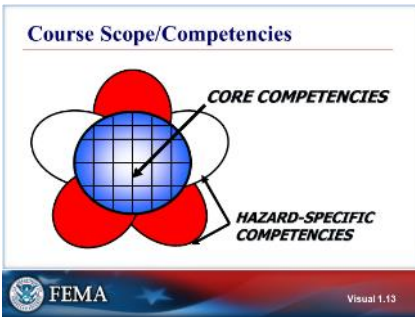 Course Scope/Competencies
CORE COMPETENCIES
HAZARD-SPECIFIC
COMPETENCIES
FEMA
Visual 1.13